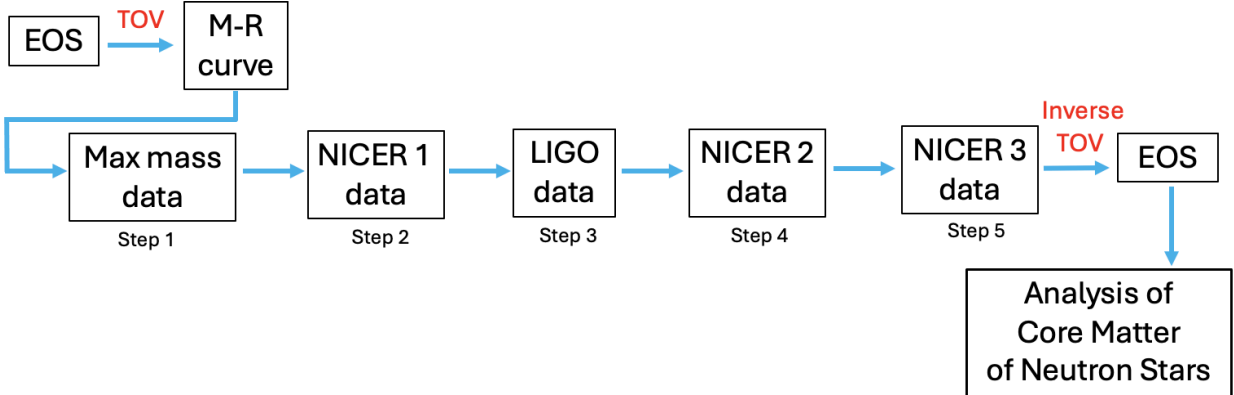 EOS
TOV
M-R
curve
Max mass
data
Step 1
NICER 1
data
Step 2
LIGO
data
Step 3
NICER 2
data
Step 4
NICER 3
data
Step 5
Inverse
TOV
EOS
Analysis of
Core Matter
of Neutron Stars